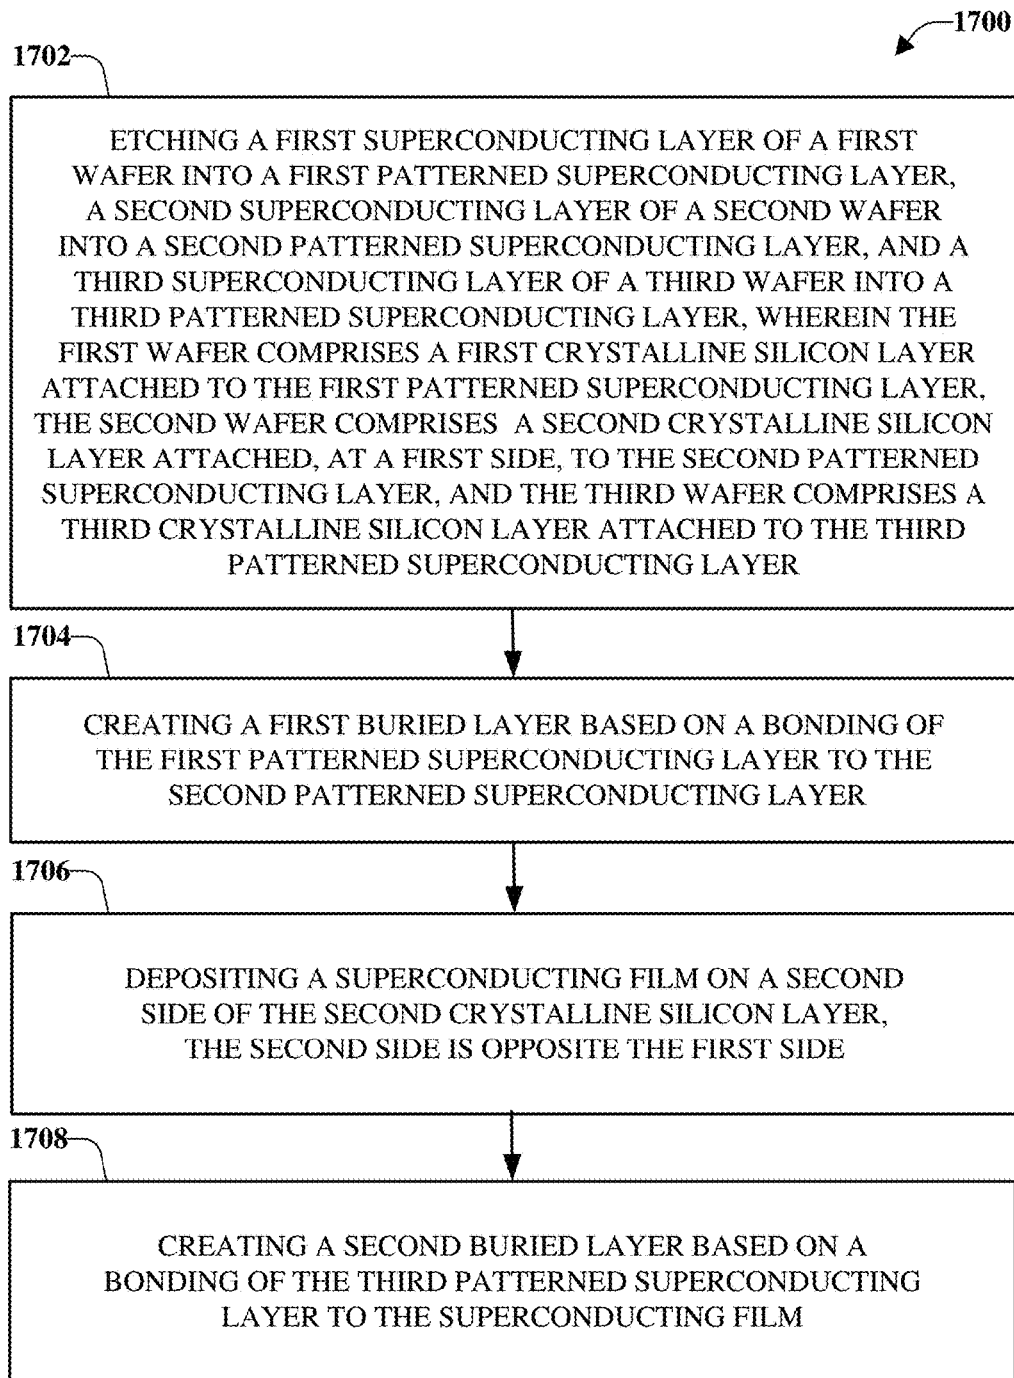 1700
1702
ETCHING A FIRST SUPERCONDUCTING LAYER OF A FIRST
WAFER INTO A FIRST PATTERNED SUPERCONDUCTING LAYER,
A SECOND SUPERCONDUCTING LAYER OF A SECOND WAFER
INTO A SECOND PATTERNED SUPERCONDUCTING LAYER, AND A
THIRD SUPERCONDUCTING LAYER OF A THIRD WAFER INTO A
THIRD PATTERNED SUPERCONDUCTING LAYER, WHEREIN THE
FIRST WAFER COMPRISES A FIRST CRYSTALLINE SILICON LAYER
ATTACHED TO THE FIRST PATTERNED SUPERCONDUCTING LAYER,
THE SECOND WAFER COMPRISES A SECOND CRYSTALLINE SILICON
LAYER ATTACHED, AT A FIRST SIDE, TO THE SECOND PATTERNED
SUPERCONDUCTING LAYER, AND THE THIRD WAFER COMPRISES A
THIRD CRYSTALLINE SILICON LAYER ATTACHED TO THE THIRD
PATTERNED SUPERCONDUCTING LAYER
1704
CREATING A FIRST BURIED LAYER BASED ON A BONDING OF
THE FIRST PATTERNED SUPERCONDUCTING LAYER TO THE
SECOND PATTERNED SUPERCONDUCTING LAYER
1706
DEPOSITING A SUPERCONDUCTING FILM ON A SECOND
SIDE OF THE SECOND CRYSTALLINE SILICON LAYER,
THE SECOND SIDE IS OPPOSITE THE FIRST SIDE
1708
CREATING A SECOND BURIED LAYER BASED ON A
BONDING OF THE THIRD PATTERNED SUPERCONDUCTING
LAYER TO THE SUPERCONDUCTING FILM